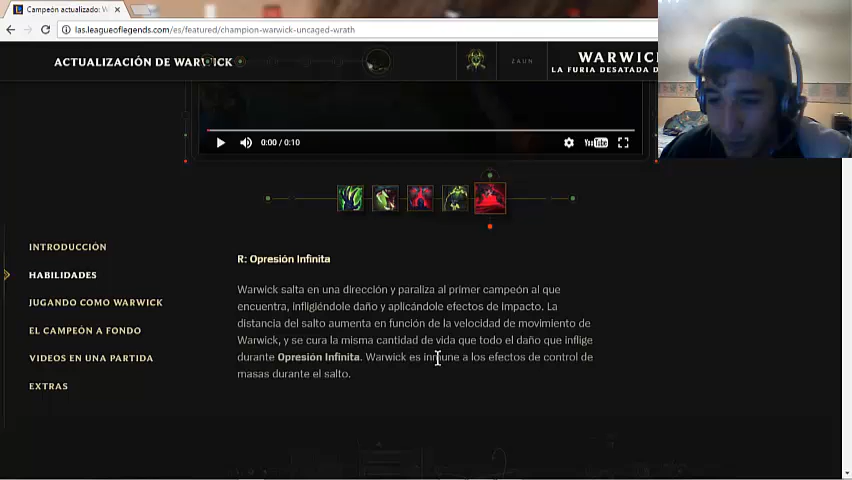 Campeón actualizado: W
las.leagueoflegends.com/es/featured/champion-warwick-uncaged-wrath
ACTUALIZACIÓN DE WARWICK
ZAUN
WARWICK
LA FURIA DESATADA D
0:00 / 0:10
YouTube
INTRODUCCIÓN
HABILIDADES
JUGANDO COMO WARWICK
EL CAMPEÓN A FONDO
VIDEOS EN UNA PARTIDA
EXTRAS
R: Opresión Infinita
Warwick salta en una dirección y paraliza al primer campeón al que
encuentra, infligiéndole daño y aplicándole efectos de impacto. La
distancia del salto aumenta en función de la velocidad de movimiento de
Warwick, y se cura la misma cantidad de vida que todo el daño que inflige
durante Opresión Infinita. Warwick es inmune a los efectos de control de
masas durante el salto.